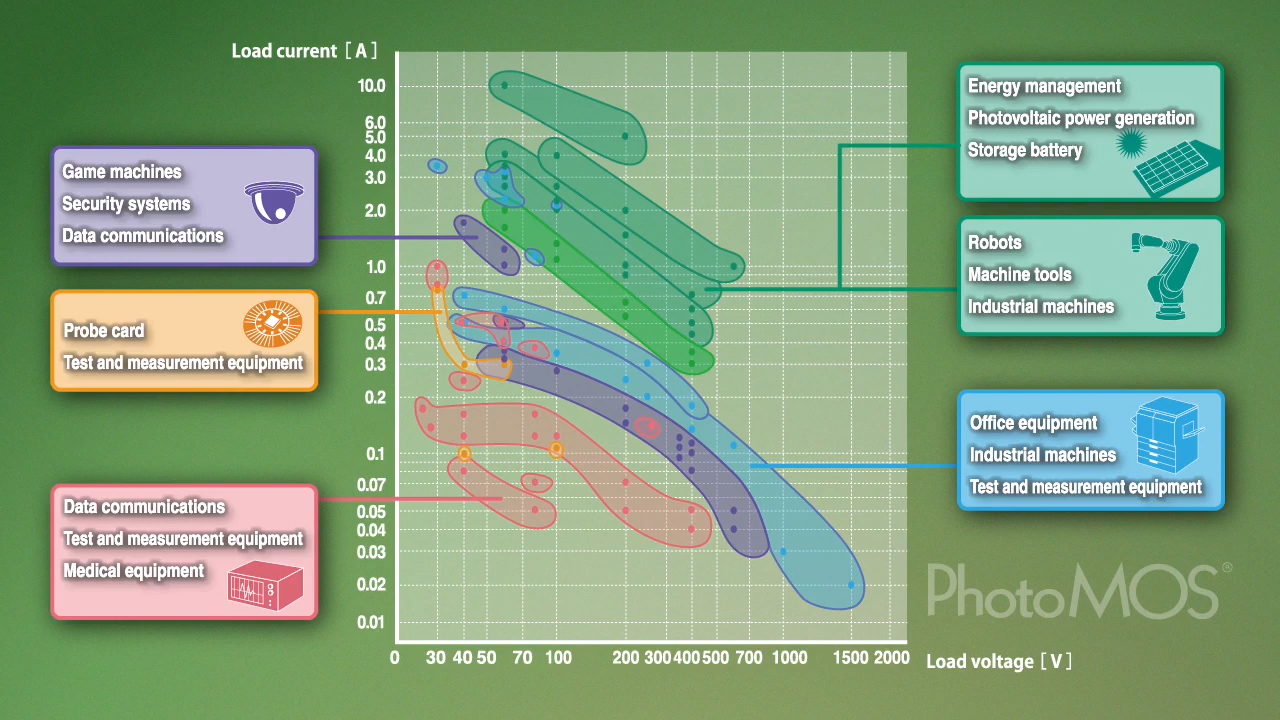 Load current [ A ]
10.0
6.0
5.0
4.0
3.0
2.0
1.0
0.7
0.5
0.4
0.3
0.2
0.1
0.07
0.05
0.04
0.03
0.02
0.01
0 30 40 50 70 100 200 300 400 500 700 1000 1500 2000
Load voltage [ V ]
Game machines
Security systems
Data communications
Probe card
Test and measurement equipment
Data communications
Test and measurement equipment
Medical equipment
Energy management
Photovoltaic power generation
Storage battery
Robots
Machine tools
Industrial machines
Office equipment
Industrial machines
Test and measurement equipment
PhotoMOS®